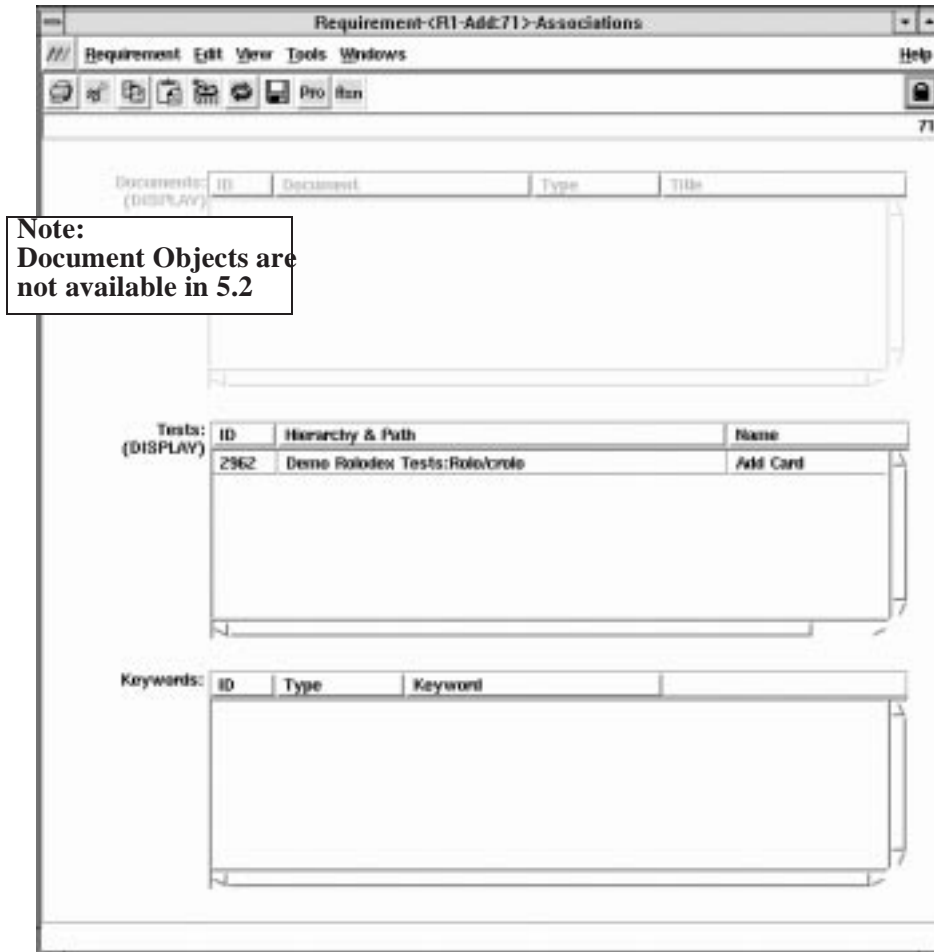 Requirement-<R1-Add:71>-Associations
Requirement Edit View Tools Windows Help
Pro Run
71
Documents: ID Document Type Title
(DISPLAY)
Note:
Document Objects are
not available in 5.2
Tests: ID Hierarchy & Path Name
(DISPLAY)
2962 Demo Rolodex Tests:Rolo/crolo Add Card
Keywords: ID Type Keyword